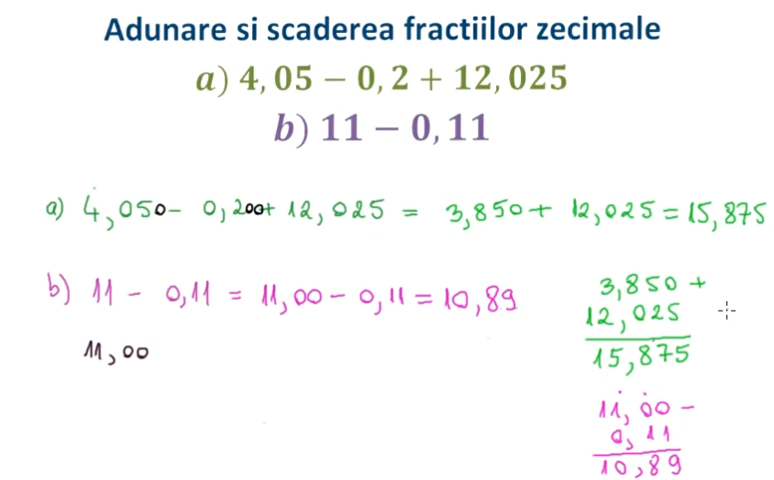 Adunare si scaderea fractiilor zecimale
a) 4, 05 − 0, 2 + 12, 025
b) 11 − 0, 11
a) 4,050 − 0,200 + 12,025 = 3,850 + 12,025 = 15,875
b) 11 − 0,11 = 11,00 − 0,11 = 10,89
11,00
3,850 +
12,025
15,875
11,00 −
0,11
10,89